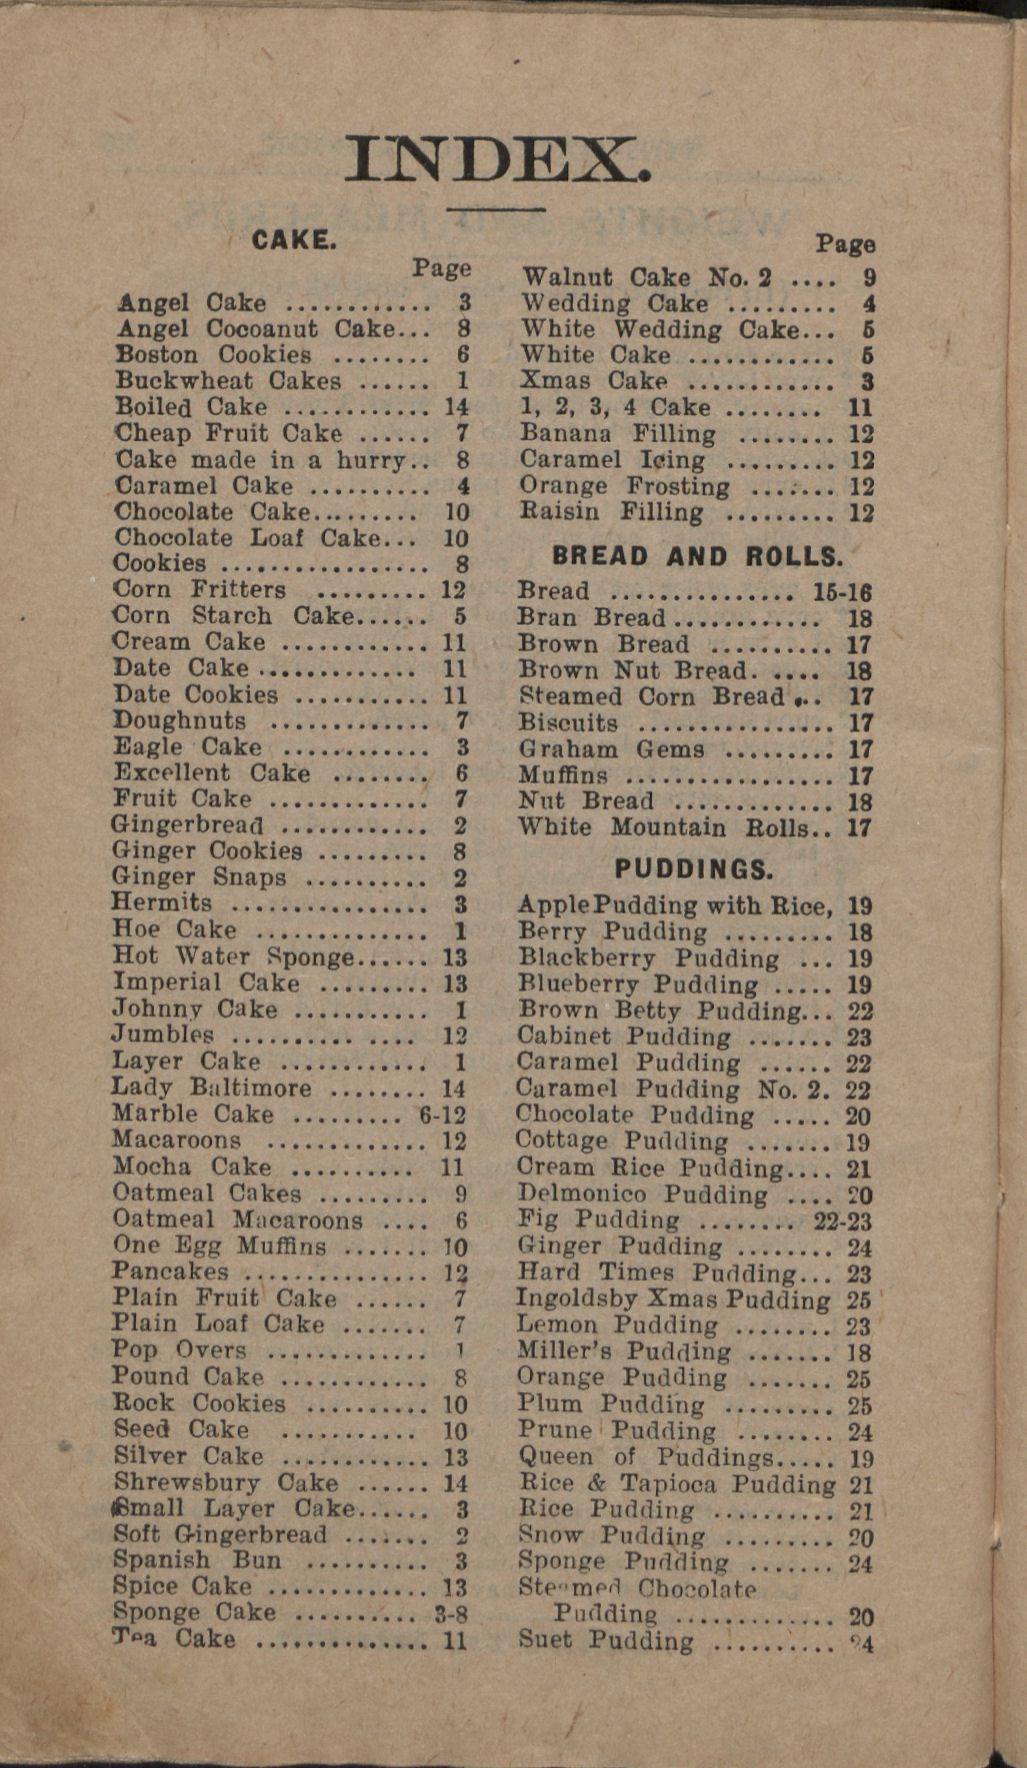 INDEX.
CAKE.
Page
Angel Cake ............ 3
Angel Cocoanut Cake... 8
Boston Cookies ........ 6
Buckwheat Cakes ...... 1
Boiled Cake ............ 14
Cheap Fruit Cake ...... 7
Cake made in a hurry.. 8
Caramel Cake .......... 4
Chocolate Cake......... 10
Chocolate Loaf Cake... 10
Cookies ................. 8
Corn Fritters ......... 12
Corn Starch Cake...... 5
Cream Cake ............ 11
Date Cake ............. 11
Date Cookies ........... 11
Doughnuts ............. 7
Eagle Cake ............ 3
Excellent Cake ........ 6
Fruit Cake ............. 7
Gingerbread ............ 2
Ginger Cookies ......... 8
Ginger Snaps .......... 2
Hermits ................ 3
Hoe Cake .............. 1
Hot Water Sponge...... 13
Imperial Cake ......... 13
Johnny Cake ........... 1
Jumbles .......... .... 12
Layer Cake ............ 1
Lady Baltimore ........ 14
Marble Cake ......... 6-12
Macaroons ............. 12
Mocha Cake .......... 11
Oatmeal Cakes ......... 9
Oatmeal Macaroons .... 6
One Egg Muffins ....... 10
Pancakes ............... 12
Plain Fruit Cake ...... 7
Plain Loaf Cake ....... 7
Pop Overs ............. 1
Pound Cake ............ 8
Rock Cookies .......... 10
Seed Cake ........... 10
Silver Cake ............ 13
Shrewsbury Cake ...... 14
Small Layer Cake...... 3
Soft Gingerbread ....... 2
Spanish Bun .......... 3
Spice Cake ............. 13
Sponge Cake .......... 3-8
Tea Cake .............. 11
Page
Walnut Cake No. 2 .... 9
Wedding Cake ......... 4
White Wedding Cake... 5
White Cake ............ 5
Xmas Cake ............ 3
1, 2, 3, 4 Cake ........ 11
Banana Filling ........ 12
Caramel Icing ......... 12
Orange Frosting ....... 12
Raisin Filling ......... 12
BREAD AND ROLLS.
Bread ............... 15-16
Bran Bread............ 18
Brown Bread .......... 17
Brown Nut Bread. .... 18
Steamed Corn Bread ... 17
Biscuits ................ 17
Graham Gems ......... 17
Muffins ................. 17
Nut Bread ............. 18
White Mountain Rolls.. 17
PUDDINGS.
Apple Pudding with Rice, 19
Berry Pudding ......... 18
Blackberry Pudding ... 19
Blueberry Pudding ..... 19
Brown Betty Pudding... 22
Cabinet Pudding ....... 23
Caramel Pudding ...... 22
Caramel Pudding No. 2. 22
Chocolate Pudding ..... 20
Cottage Pudding ....... 19
Cream Rice Pudding.... 21
Delmonico Pudding .... 20
Fig Pudding ........ 22-23
Ginger Pudding ........ 24
Hard Times Pudding... 23
Ingoldsby Xmas Pudding 25
Lemon Pudding ........ 23
Miller's Pudding ....... 18
Orange Pudding ....... 25
Plum Pudding ......... 25
Prune Pudding ........ 24
Queen of Puddings..... 19
Rice & Tapioca Pudding 21
Rice Pudding .......... 21
Snow Pudding ......... 20
Sponge Pudding ....... 24
Steamed Chocolate
Pudding ............. 20
Suet Pudding .......... 24